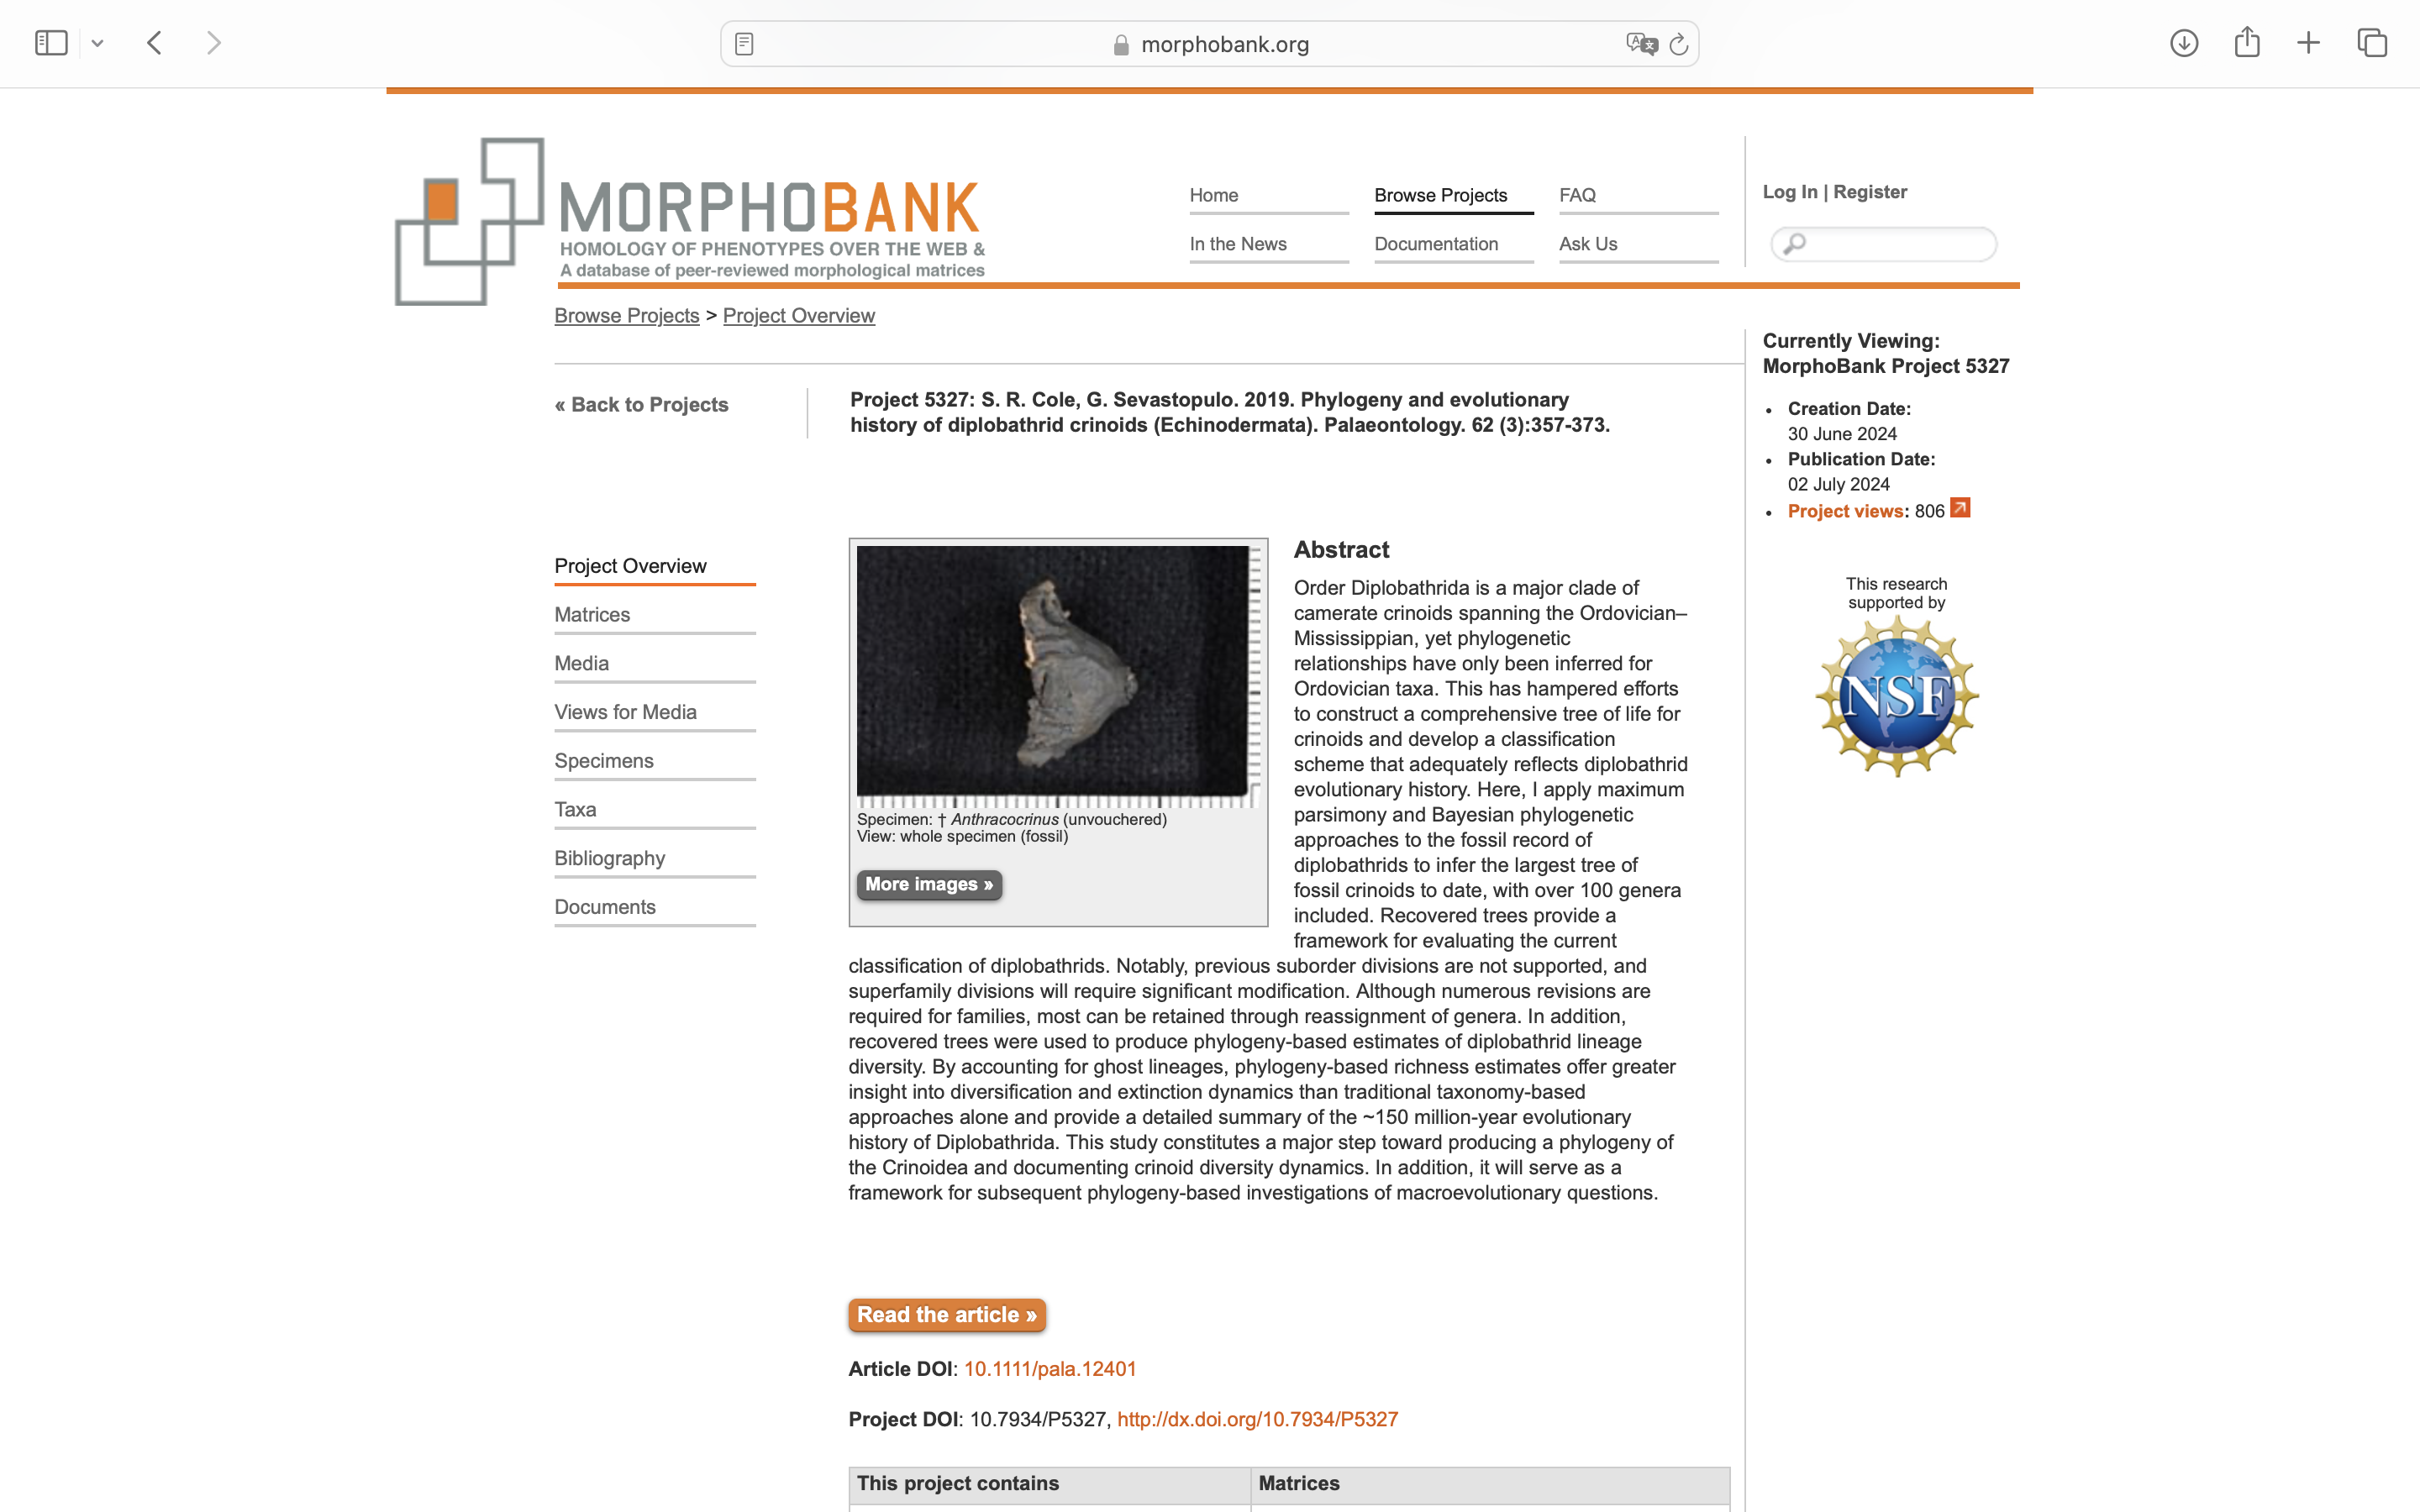 morphobank.org
MORPHOBANK
HOMOLOGY OF PHENOTYPES OVER THE WEB &
A database of peer-reviewed morphological matrices
Home
Browse Projects
FAQ
In the News
Documentation
Ask Us
Log In | Register
Browse Projects > Project Overview
Currently Viewing:
MorphoBank Project 5327
• Creation Date:
30 June 2024
• Publication Date:
02 July 2024
• Project views: 806
This research
supported by
NSF
« Back to Projects
Project 5327: S. R. Cole, G. Sevastopulo. 2019. Phylogeny and evolutionary
history of diplobathrid crinoids (Echinodermata). Palaeontology. 62 (3):357-373.
Project Overview
Matrices
Media
Views for Media
Specimens
Taxa
Bibliography
Documents
Specimen: † Anthracocrinus (unvouchered)
View: whole specimen (fossil)
More images »
Abstract
Order Diplobathrida is a major clade of
camerate crinoids spanning the Ordovician–
Mississippian, yet phylogenetic
relationships have only been inferred for
Ordovician taxa. This has hampered efforts
to construct a comprehensive tree of life for
crinoids and develop a classification
scheme that adequately reflects diplobathrid
evolutionary history. Here, I apply maximum
parsimony and Bayesian phylogenetic
approaches to the fossil record of
diplobathrids to infer the largest tree of
fossil crinoids to date, with over 100 genera
included. Recovered trees provide a
framework for evaluating the current
classification of diplobathrids. Notably, previous suborder divisions are not supported, and
superfamily divisions will require significant modification. Although numerous revisions are
required for families, most can be retained through reassignment of genera. In addition,
recovered trees were used to produce phylogeny-based estimates of diplobathrid lineage
diversity. By accounting for ghost lineages, phylogeny-based richness estimates offer greater
insight into diversification and extinction dynamics than traditional taxonomy-based
approaches alone and provide a detailed summary of the ~150 million-year evolutionary
history of Diplobathrida. This study constitutes a major step toward producing a phylogeny of
the Crinoidea and documenting crinoid diversity dynamics. In addition, it will serve as a
framework for subsequent phylogeny-based investigations of macroevolutionary questions.
Read the article »
Article DOI: 10.1111/pala.12401
Project DOI: 10.7934/P5327, http://dx.doi.org/10.7934/P5327
This project contains
Matrices